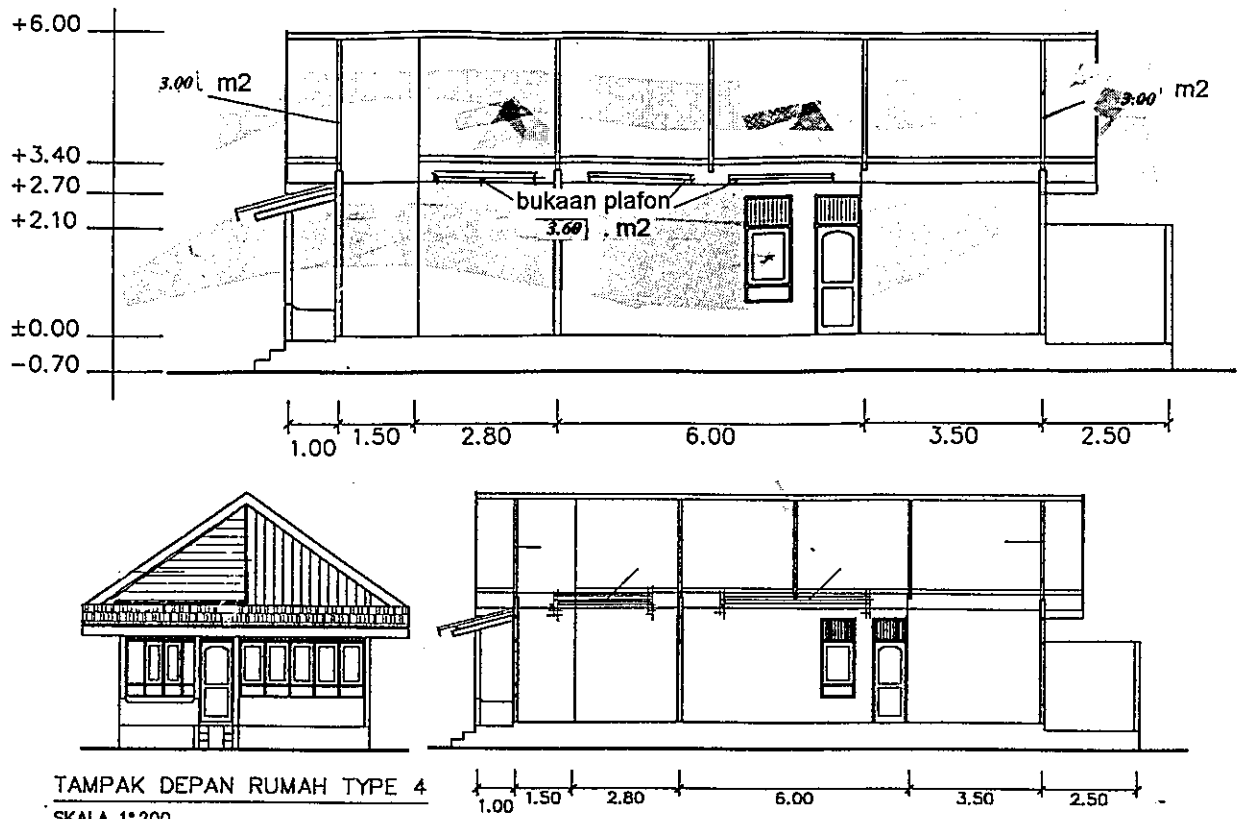 +6.00
3.00 m2
3.00 m2
+3.40
+2.70
bukaan plafon
+2.10
3.60 m2
±0.00
-0.70
1.00 1.50 2.80 6.00 3.50 2.50
TAMPAK DEPAN RUMAH TYPE 4
1.00 1.50 2.80 6.00 3.50 2.50
SKALA 1:200